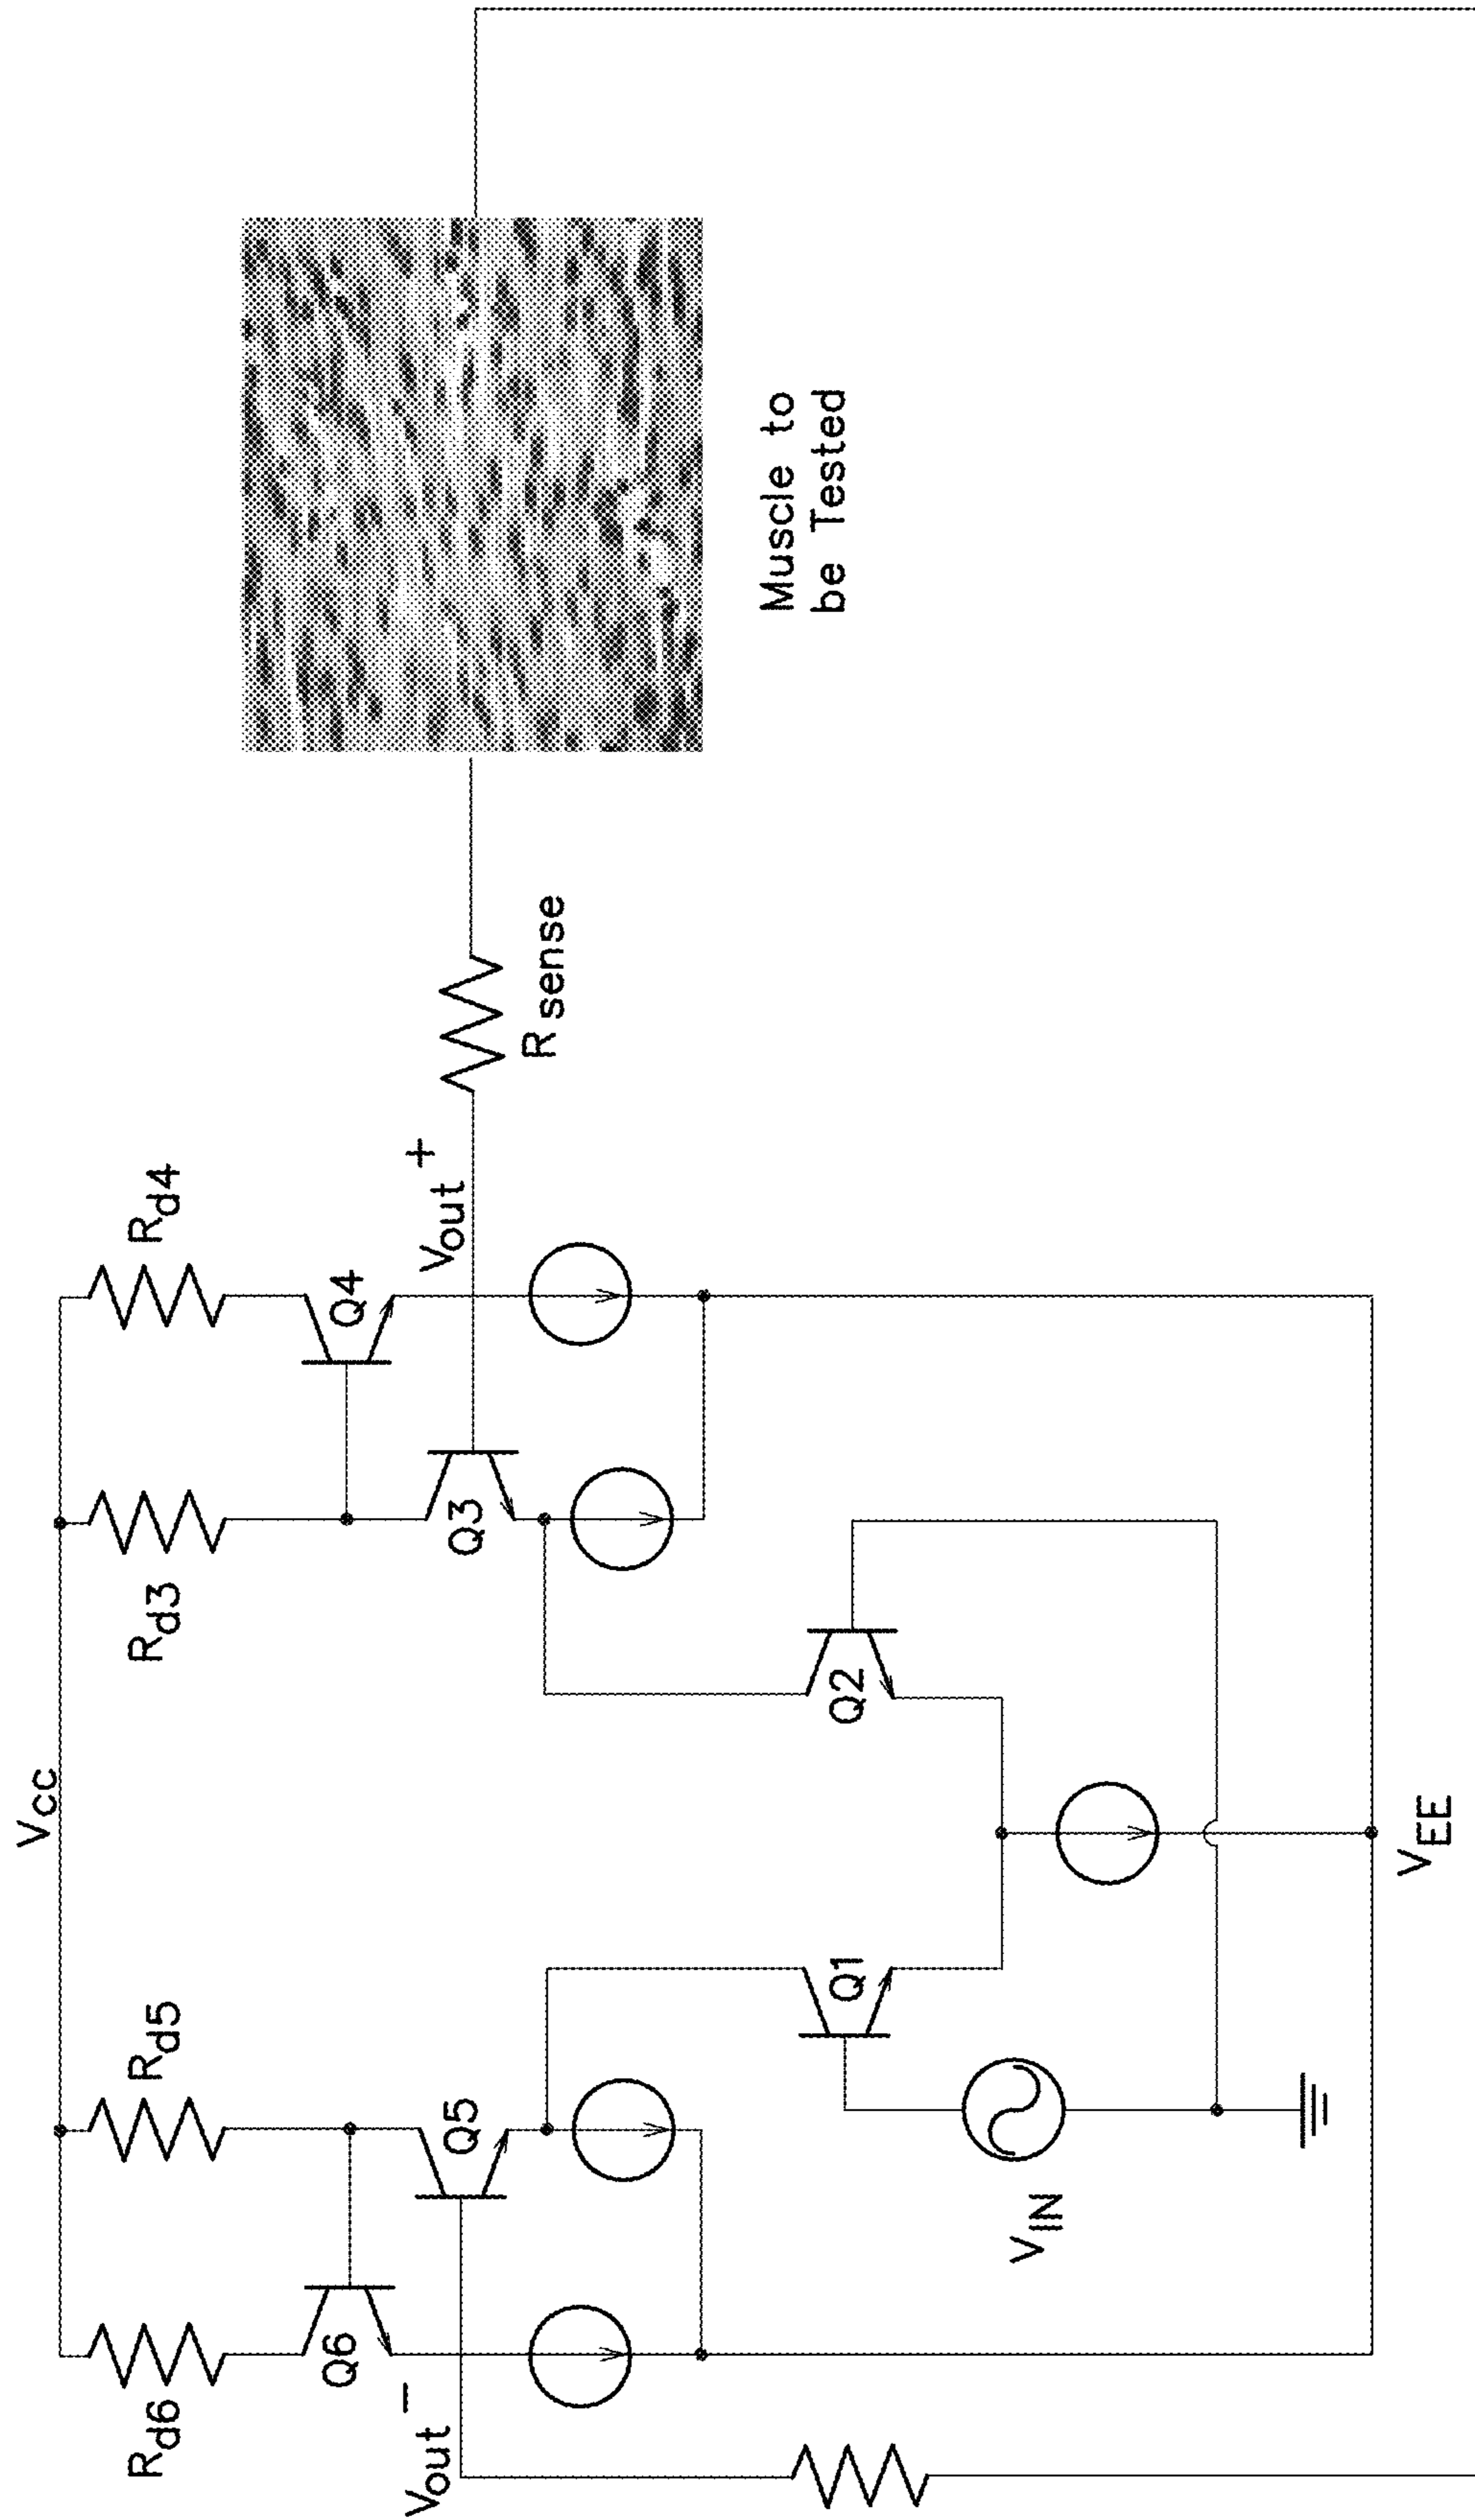 Vcc
Rd6
Rd5
Rd3
Rd4
Q6
Q5
Q3
Q4
Vout -
Vout +
Rsense
Q1
Q2
VIN
VEE
Muscle to
be Tested